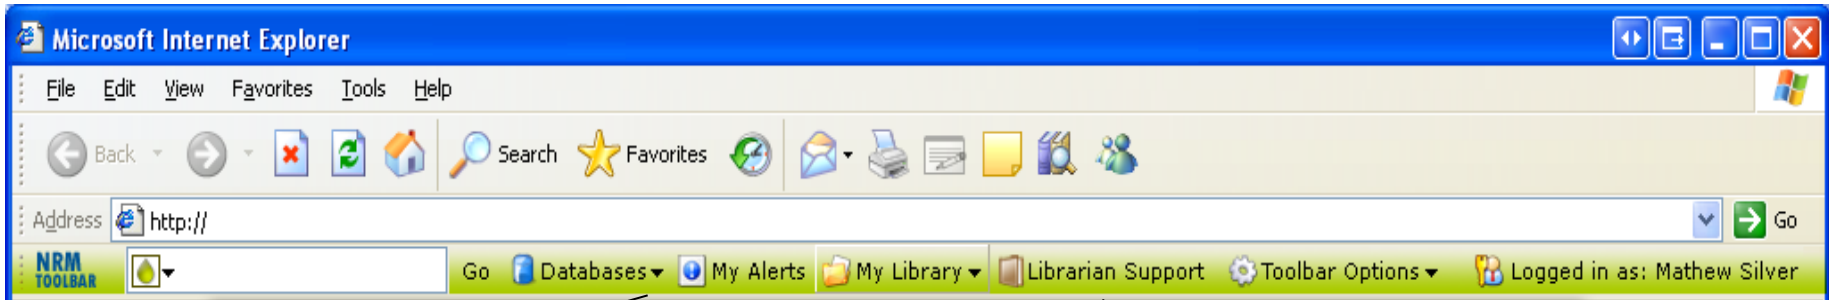 Microsoft Internet Explorer
File Edit View Favorites Tools Help
Back Search Favorites
Address http:// Go
NRM TOOLBAR Go Databases My Alerts My Library Librarian Support Toolbar Options Logged in as: Mathew Silver